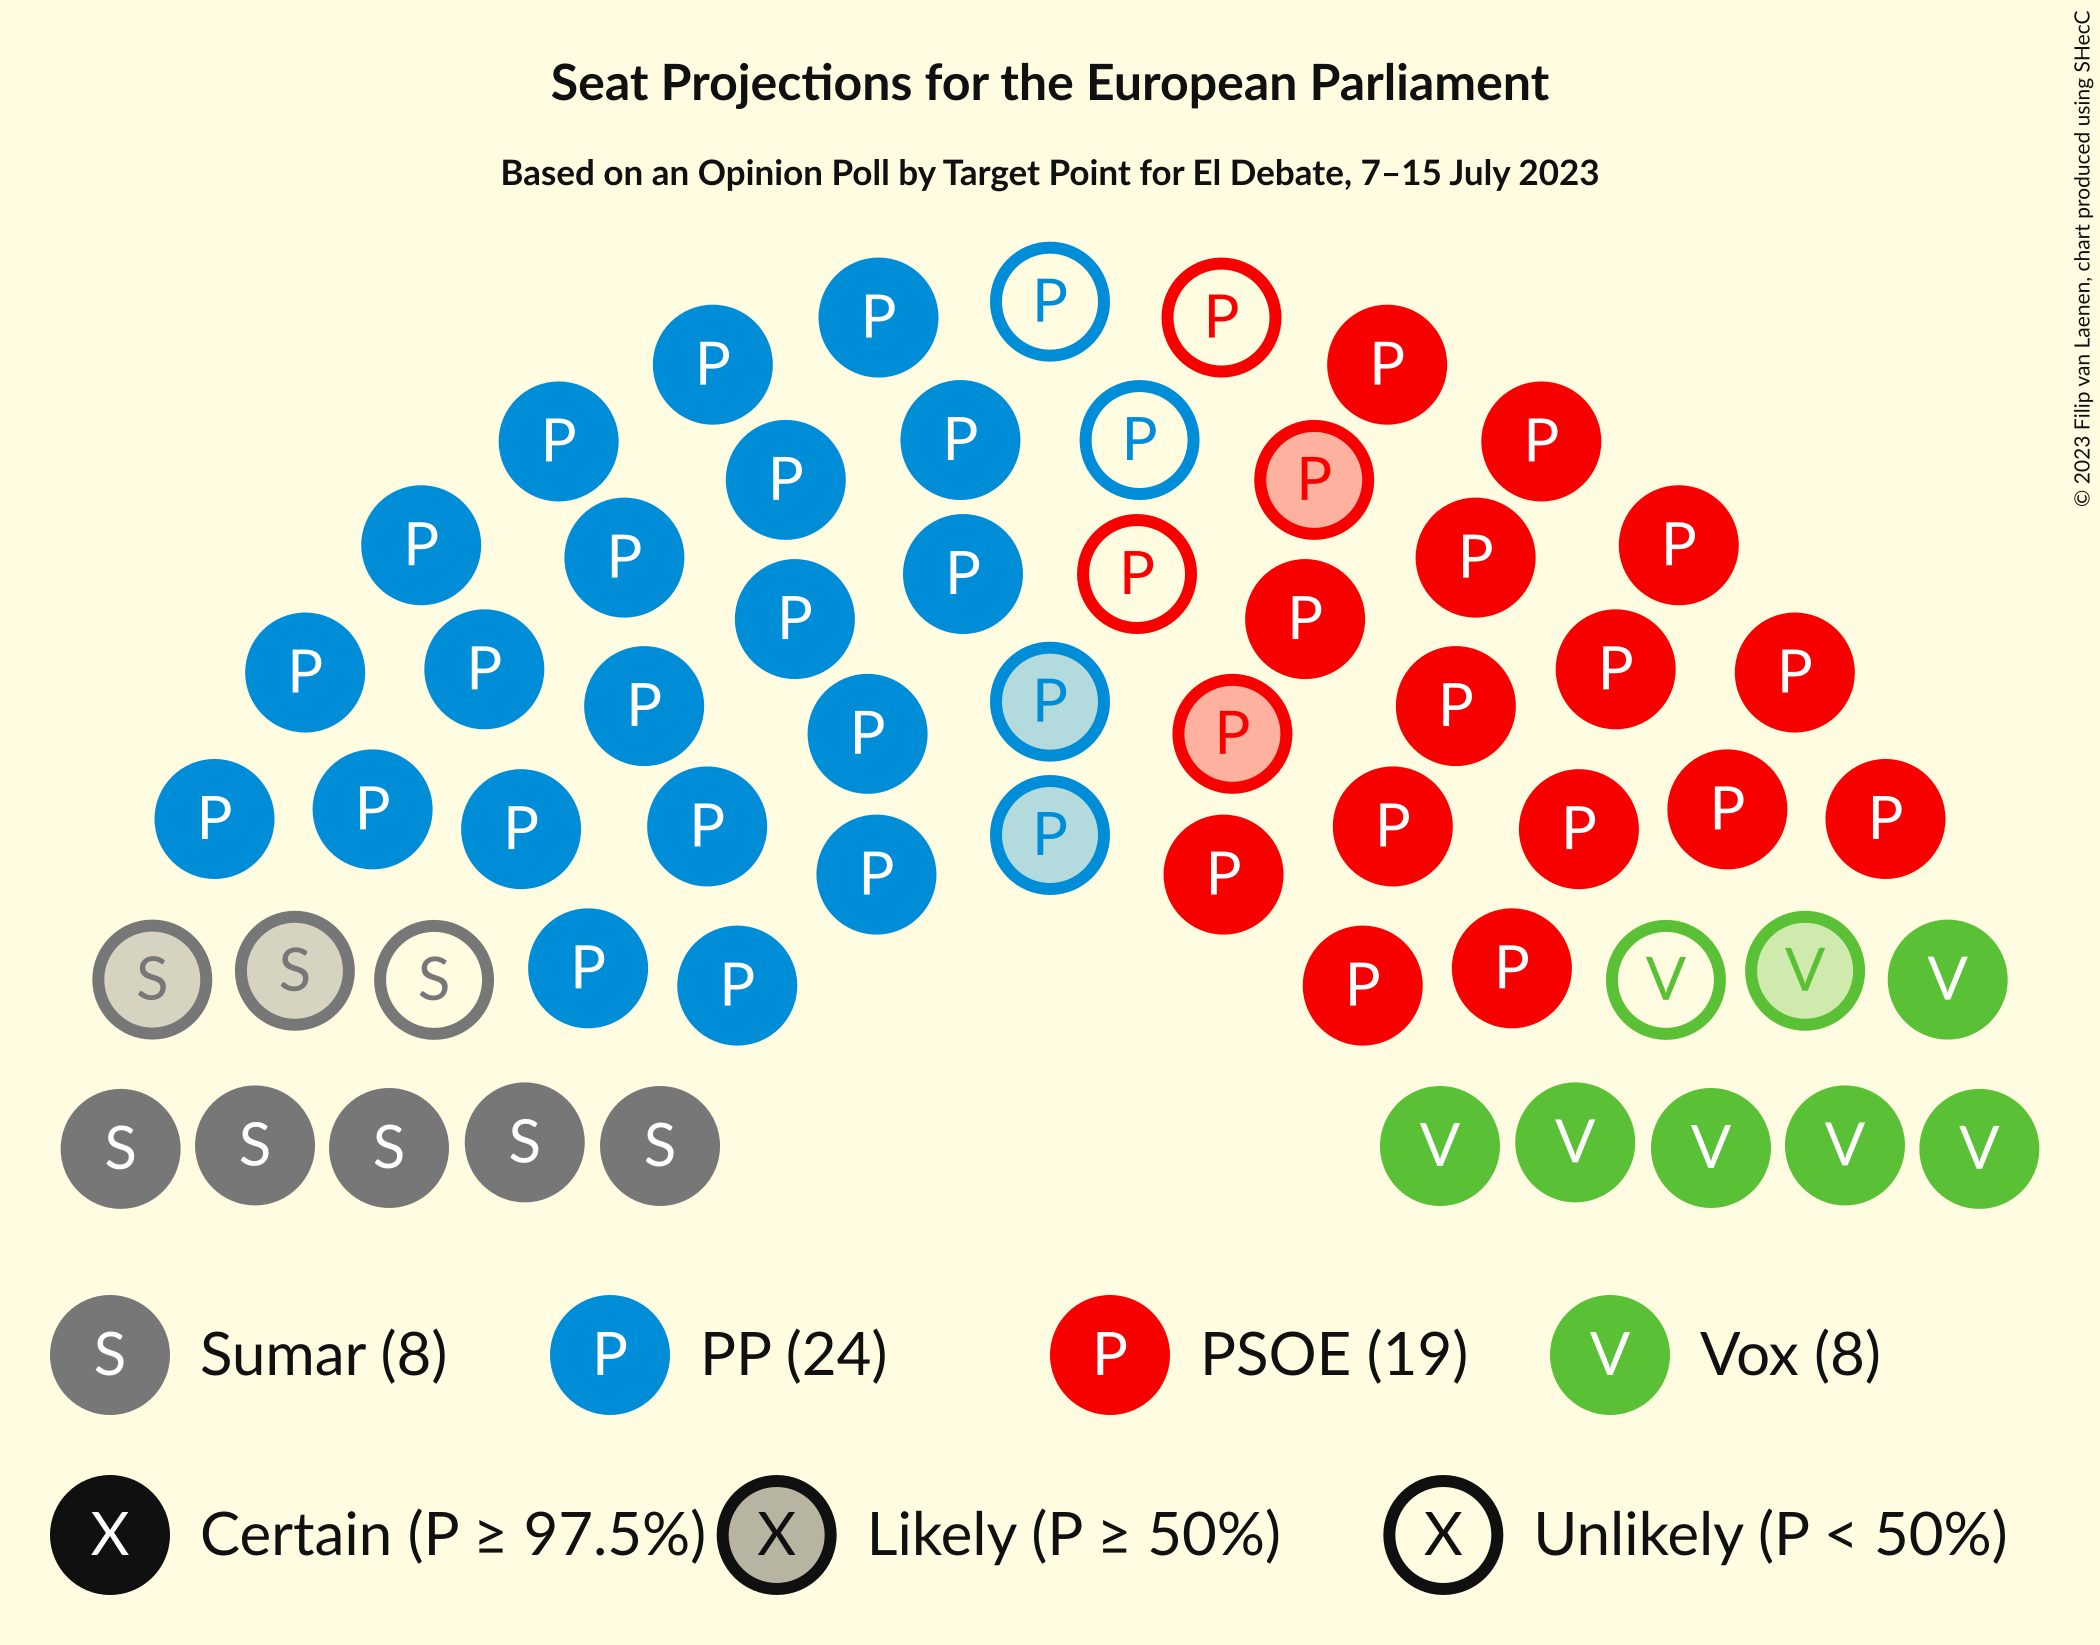 Seat Projections for the European Parliament
Based on an Opinion Poll by Target Point for El Debate, 7–15 July 2023
© 2023 Filip van Laenen, chart produced using SHecC
P P P P P
P P P P P
P P P P P
P P P P P
P P P P P
P P P P P P
P P P P P
P P P P P P P P
P P
S S S P P P P V V V
S S S S S V V V V V
S Sumar (8) P PP (24) P PSOE (19) V Vox (8)
X Certain (P ≥ 97.5%) X Likely (P ≥ 50%) X Unlikely (P < 50%)